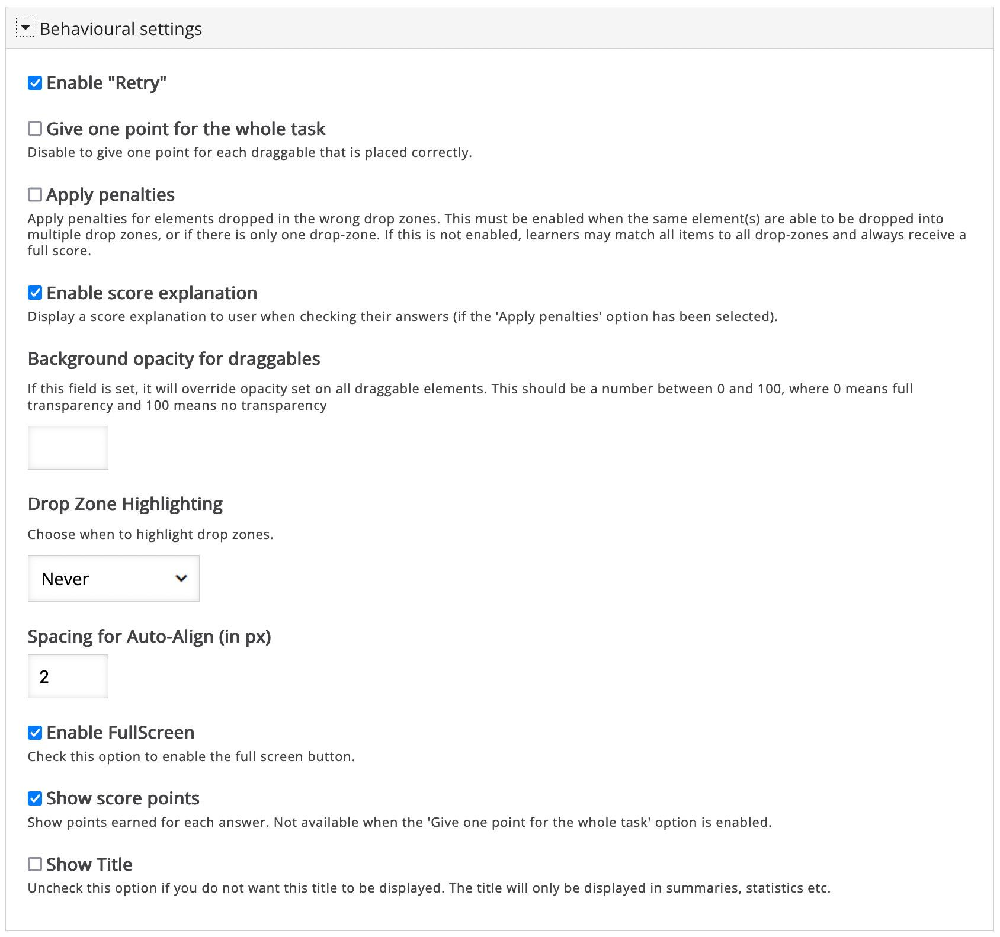 Behavioural settings
Enable "Retry"
Give one point for the whole task
Disable to give one point for each draggable that is placed correctly.
Apply penalties
Apply penalties for elements dropped in the wrong drop zones. This must be enabled when the same element(s) are able to be dropped into
multiple drop zones, or if there is only one drop-zone. If this is not enabled, learners may match all items to all drop-zones and always receive a
full score.
Enable score explanation
Display a score explanation to user when checking their answers (if the 'Apply penalties' option has been selected).
Background opacity for draggables
If this field is set, it will override opacity set on all draggable elements. This should be a number between 0 and 100, where 0 means full
transparency and 100 means no transparency
Drop Zone Highlighting
Choose when to highlight drop zones.
Never
Spacing for Auto-Align (in px)
2
Enable FullScreen
Check this option to enable the full screen button.
Show score points
Show points earned for each answer. Not available when the 'Give one point for the whole task' option is enabled.
Show Title
Uncheck this option if you do not want this title to be displayed. The title will only be displayed in summaries, statistics etc.